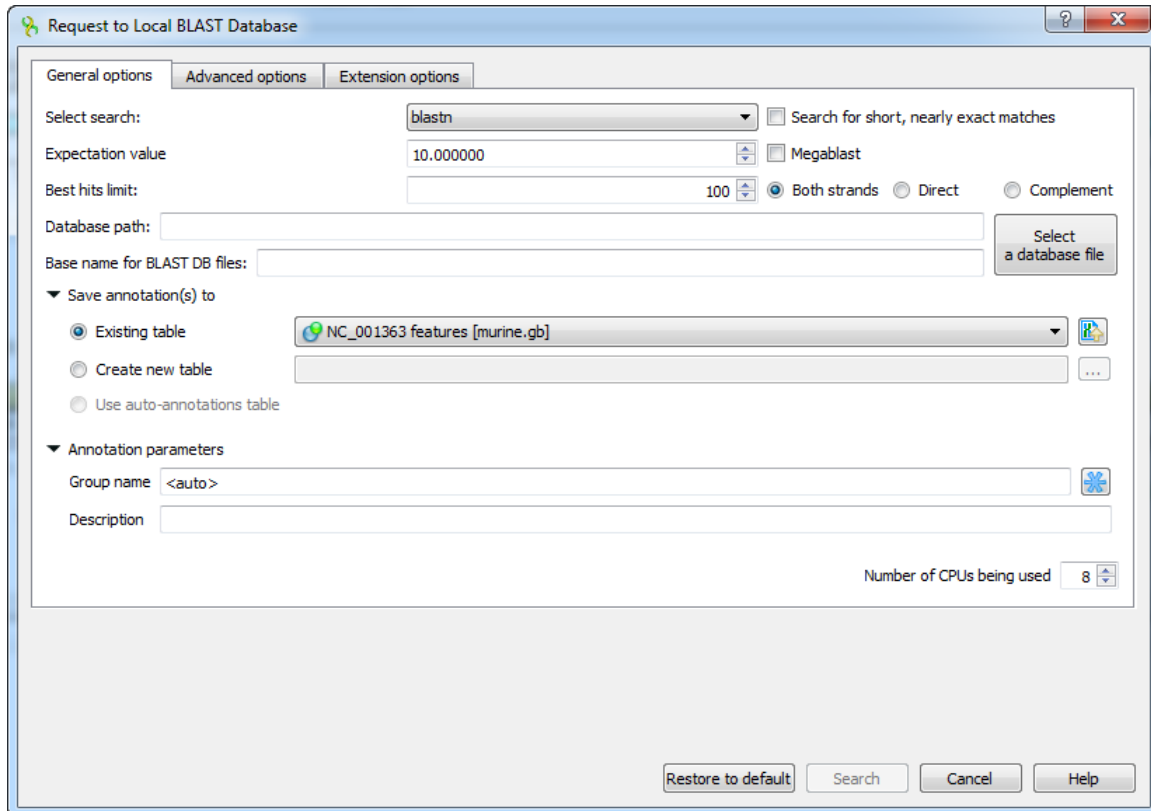 Request to Local BLAST Database
General options Advanced options Extension options
Select search: blastn Search for short, nearly exact matches
Expectation value 10.000000 Megablast
Best hits limit: 100 Both strands Direct Complement
Database path:
Select
a database file
Base name for BLAST DB files:
Save annotation(s) to
Existing table NC_001363 features [murine.gb]
Create new table ...
Use auto-annotations table
Annotation parameters
Group name <auto>
Description
Number of CPUs being used 8
Restore to default Search Cancel Help